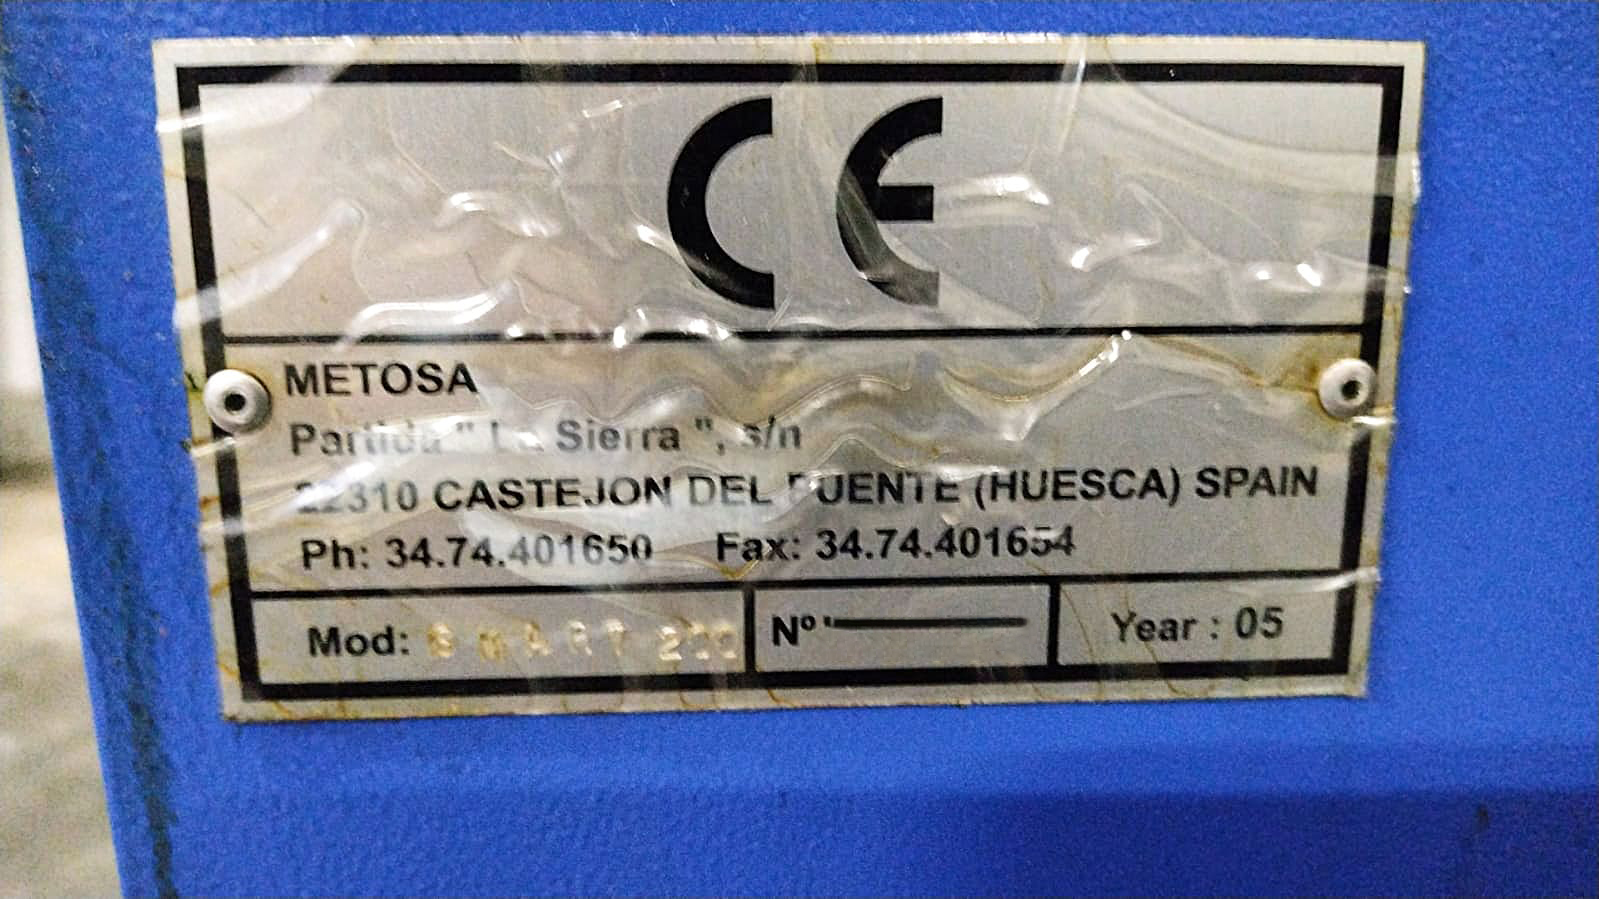 CE
METOSA
Partida " La Sierra ", s/n
22310 CASTEJON DEL PUENTE (HUESCA) SPAIN
Ph: 34.74.401650 Fax: 34.74.401654
Mod: SmART 200 Nº Year : 05